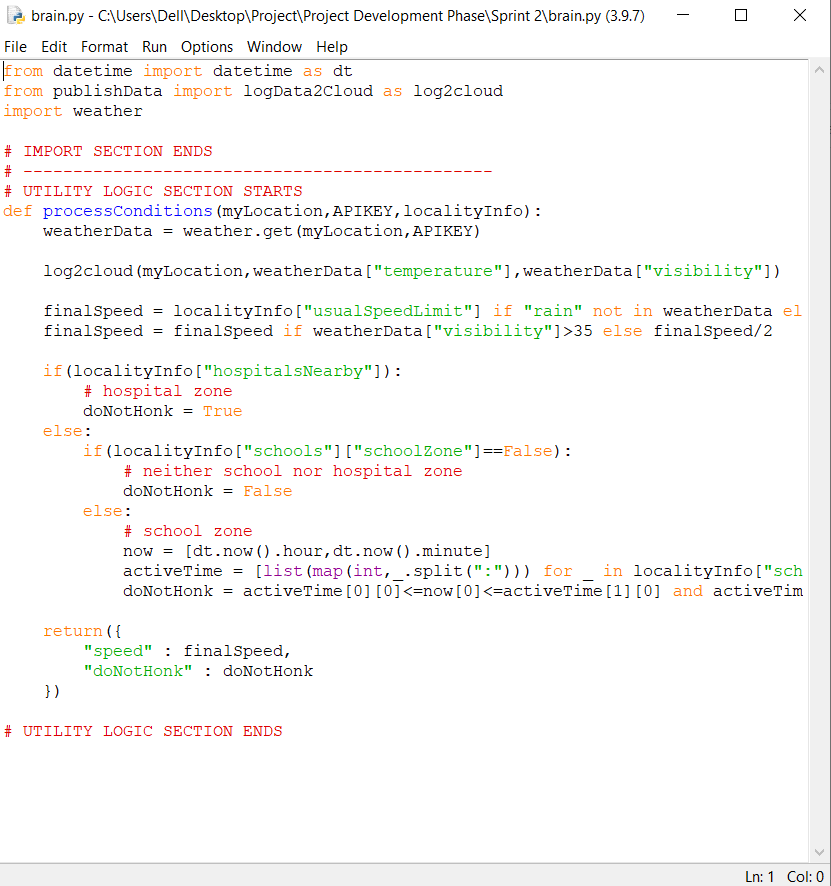 brain.py - C:\Users\Dell\Desktop\Project\Project Development Phase\Sprint 2\brain.py (3.9.7)
File Edit Format Run Options Window Help
from datetime import datetime as dt
from publishData import logData2Cloud as log2cloud
import weather
# IMPORT SECTION ENDS
# -----------------------------------------------
# UTILITY LOGIC SECTION STARTS
def processConditions(myLocation,APIKEY,localityInfo):
    weatherData = weather.get(myLocation,APIKEY)
    log2cloud(myLocation,weatherData["temperature"],weatherData["visibility"])
    finalSpeed = localityInfo["usualSpeedLimit"] if "rain" not in weatherData el
    finalSpeed = finalSpeed if weatherData["visibility"]>35 else finalSpeed/2
    if(localityInfo["hospitalsNearby"]):
        # hospital zone
        doNotHonk = True
    else:
        if(localityInfo["schools"]["schoolZone"]==False):
            # neither school nor hospital zone
            doNotHonk = False
        else:
            # school zone
            now = [dt.now().hour,dt.now().minute]
            activeTime = [list(map(int,_.split(":"))) for _ in localityInfo["sch
            doNotHonk = activeTime[0][0]<=now[0]<=activeTime[1][0] and activeTim
    return({
        "speed" : finalSpeed,
        "doNotHonk" : doNotHonk
    })
# UTILITY LOGIC SECTION ENDS
Ln: 1 Col: 0